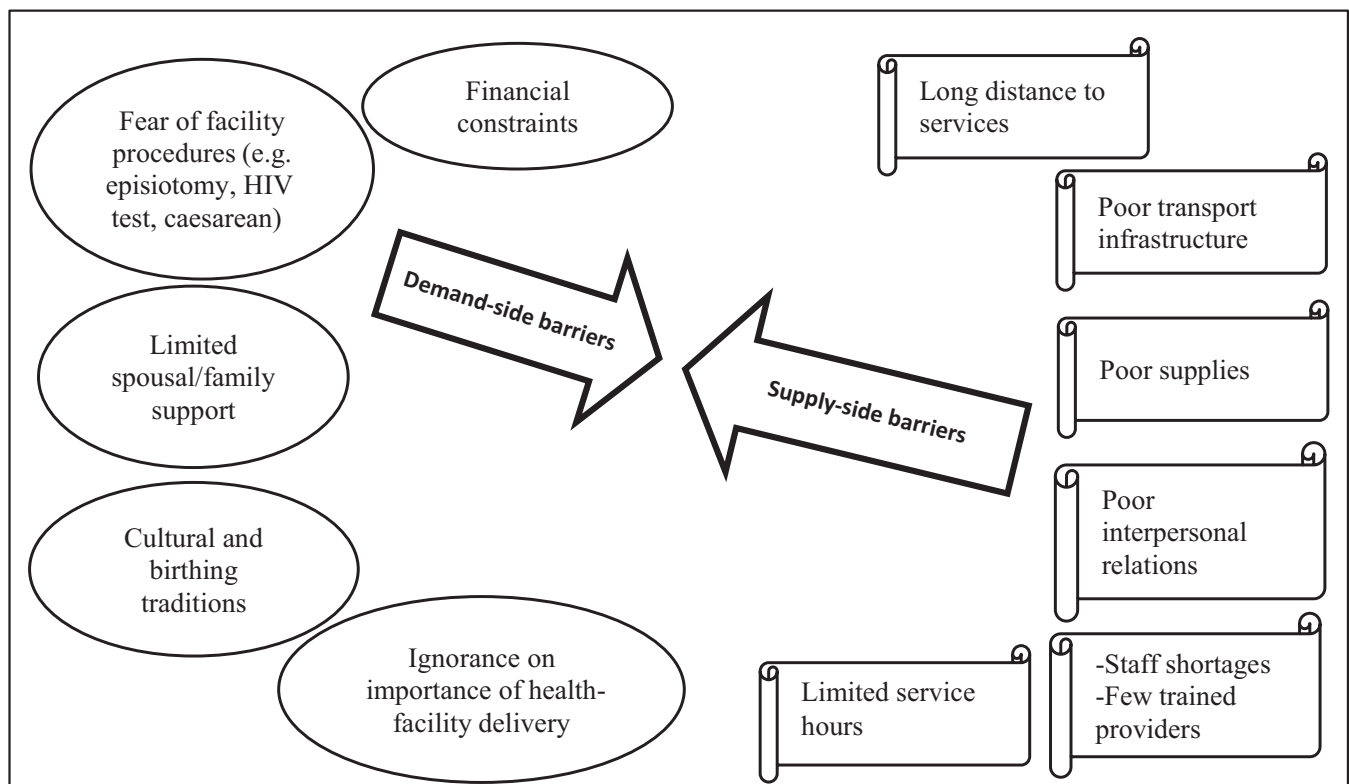 Fear of facility
procedures (e.g.
episiotomy, HIV
test, caesarean)
Financial
constraints
Limited
spousal/family
support
Cultural and
birthing
traditions
Ignorance on
importance of health-
facility delivery
Demand-side barriers
Supply-side barriers
Long distance to
services
Poor transport
infrastructure
Poor supplies
Poor
interpersonal
relations
-Staff shortages
-Few trained
providers
Limited service
hours